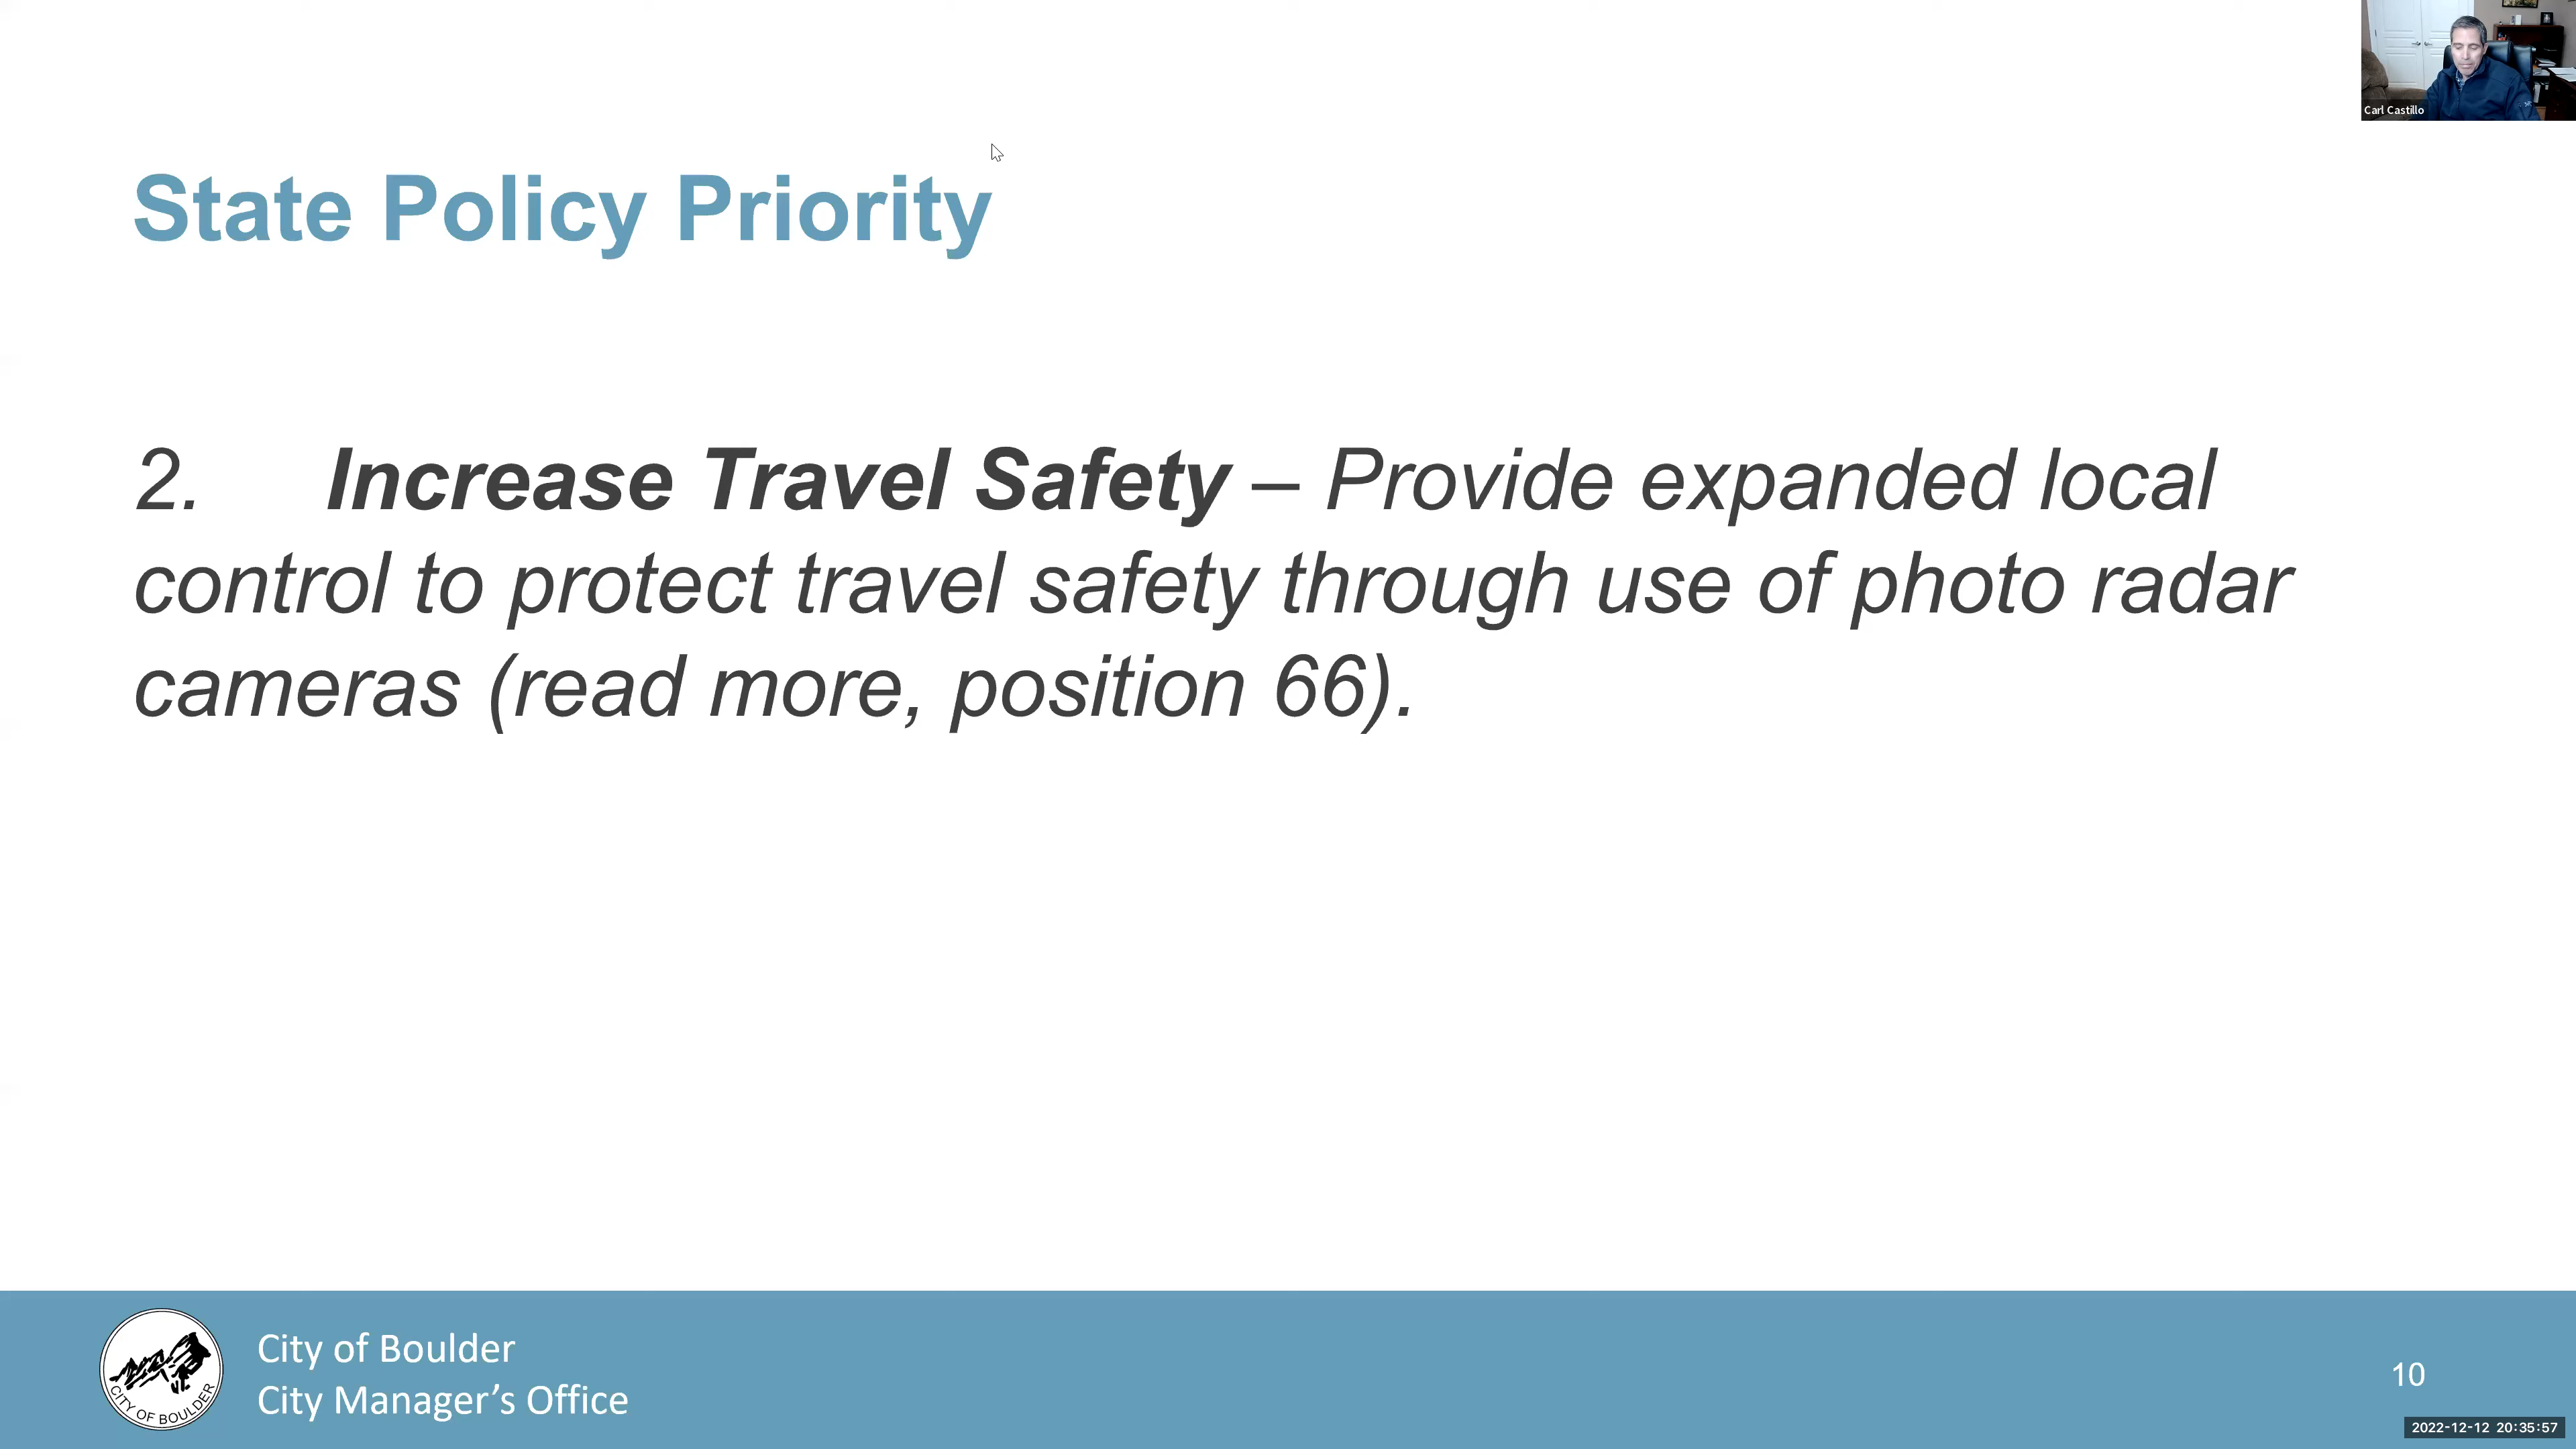 Carl Castillo
State Policy Priority
2. Increase Travel Safety – Provide expanded local
control to protect travel safety through use of photo radar
cameras (read more, position 66).
CITY OF BOULDER
City of Boulder
City Manager’s Office
10
2022-12-12 20:35:57